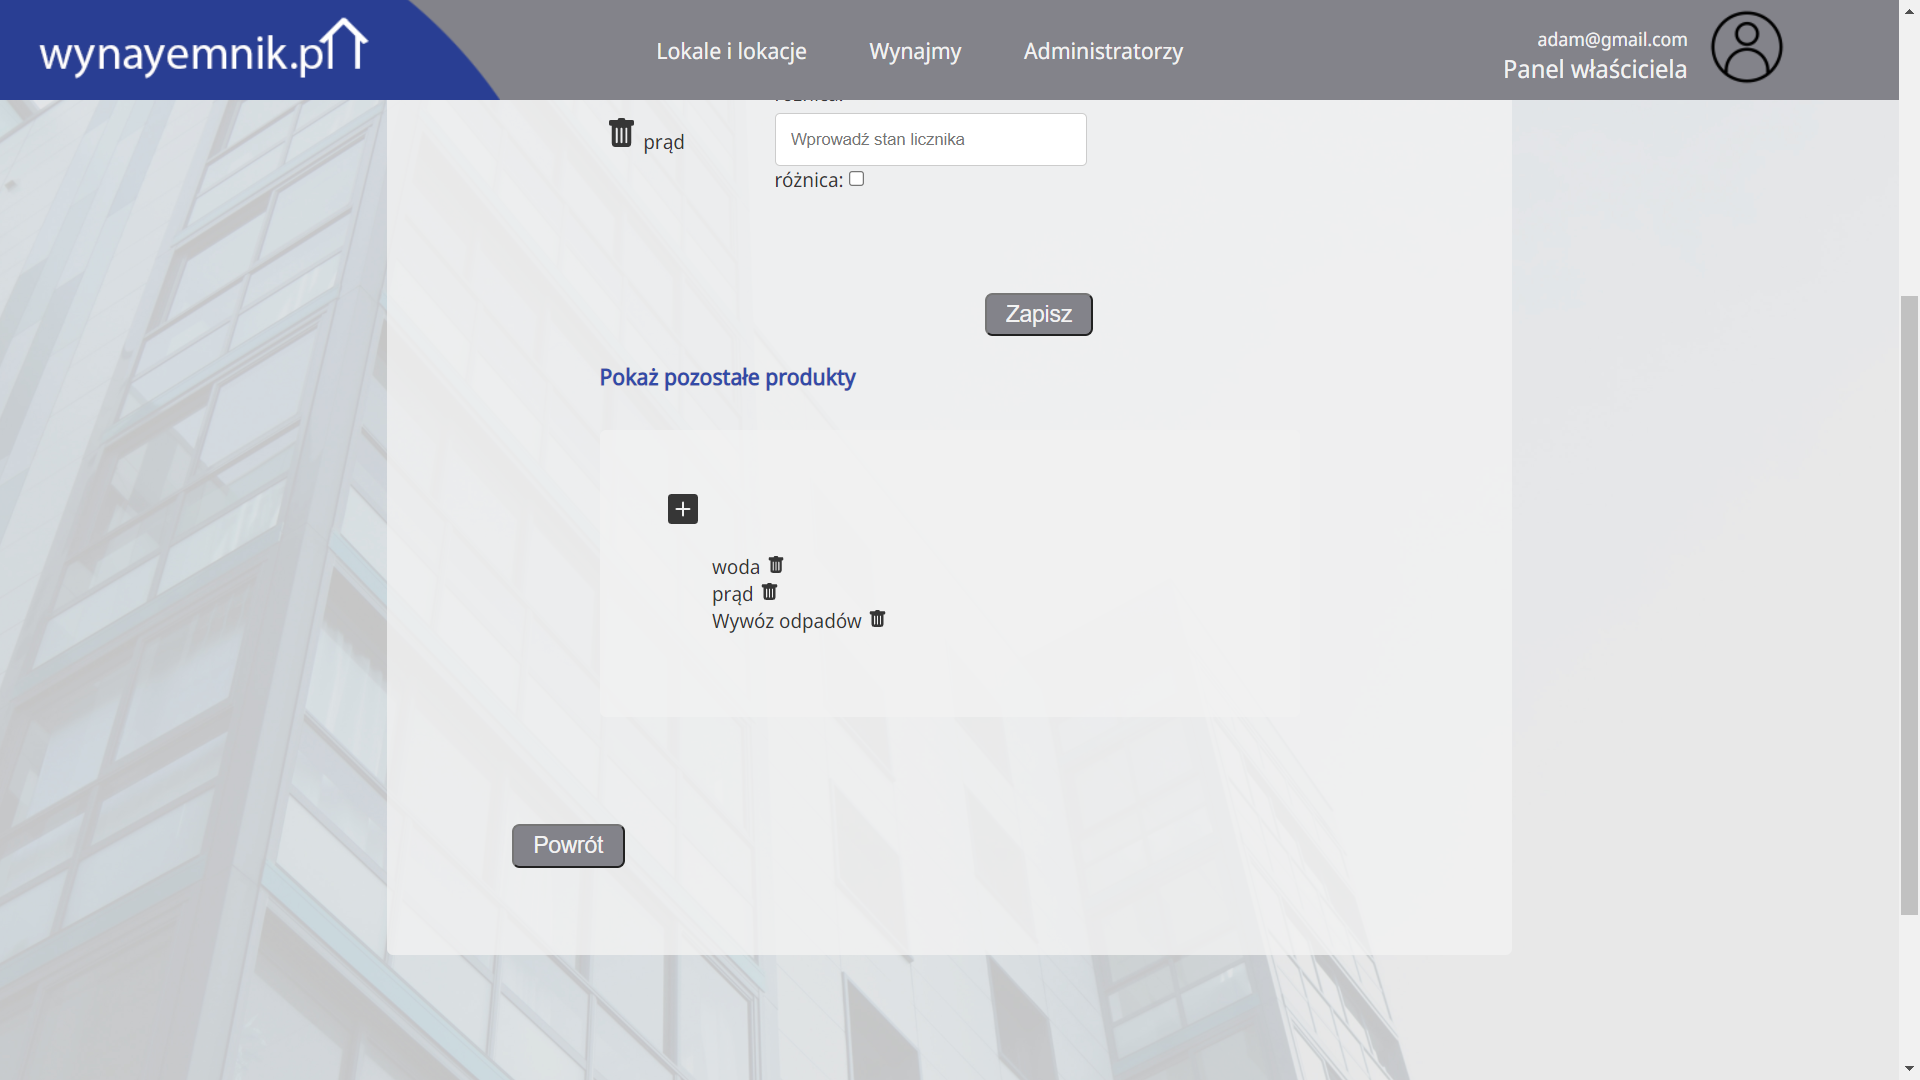 wynayemnik.pl
Lokale i lokacje
Wynajmy
Administratorzy
adam@gmail.com
Panel właściciela
różnica:
prąd
Wprowadź stan licznika
różnica:
Zapisz
Pokaż pozostałe produkty
woda
prąd
Wywóz odpadów
Powrót